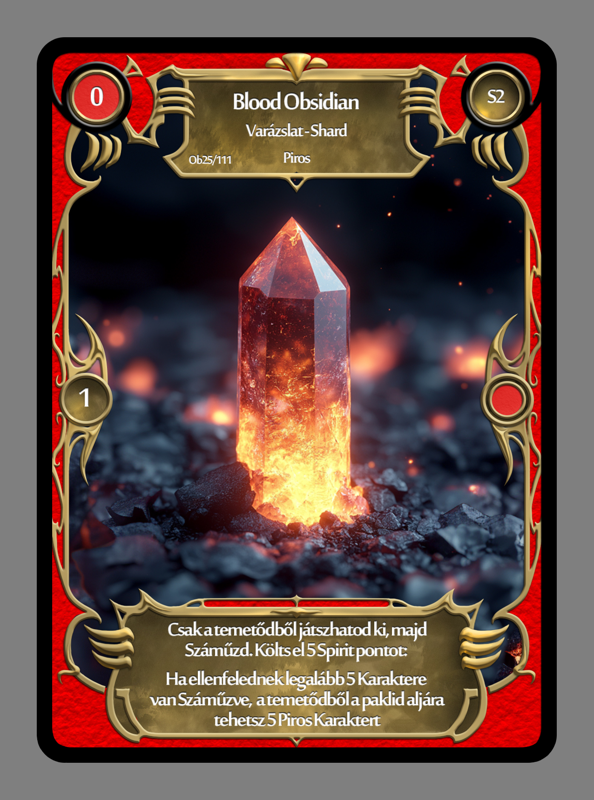 0
Blood Obsidian
S2
Varázslat - Shard
Ob25/111
Piros
1
Csak a temetődből játszhatod ki, majd
Száműzd. Költs el 5 Spirit pontot:
Ha ellenfelednek legalább 5 Karaktere
van Száműzve, a temetődből a paklid aljára
tehetsz 5 Piros Karaktert